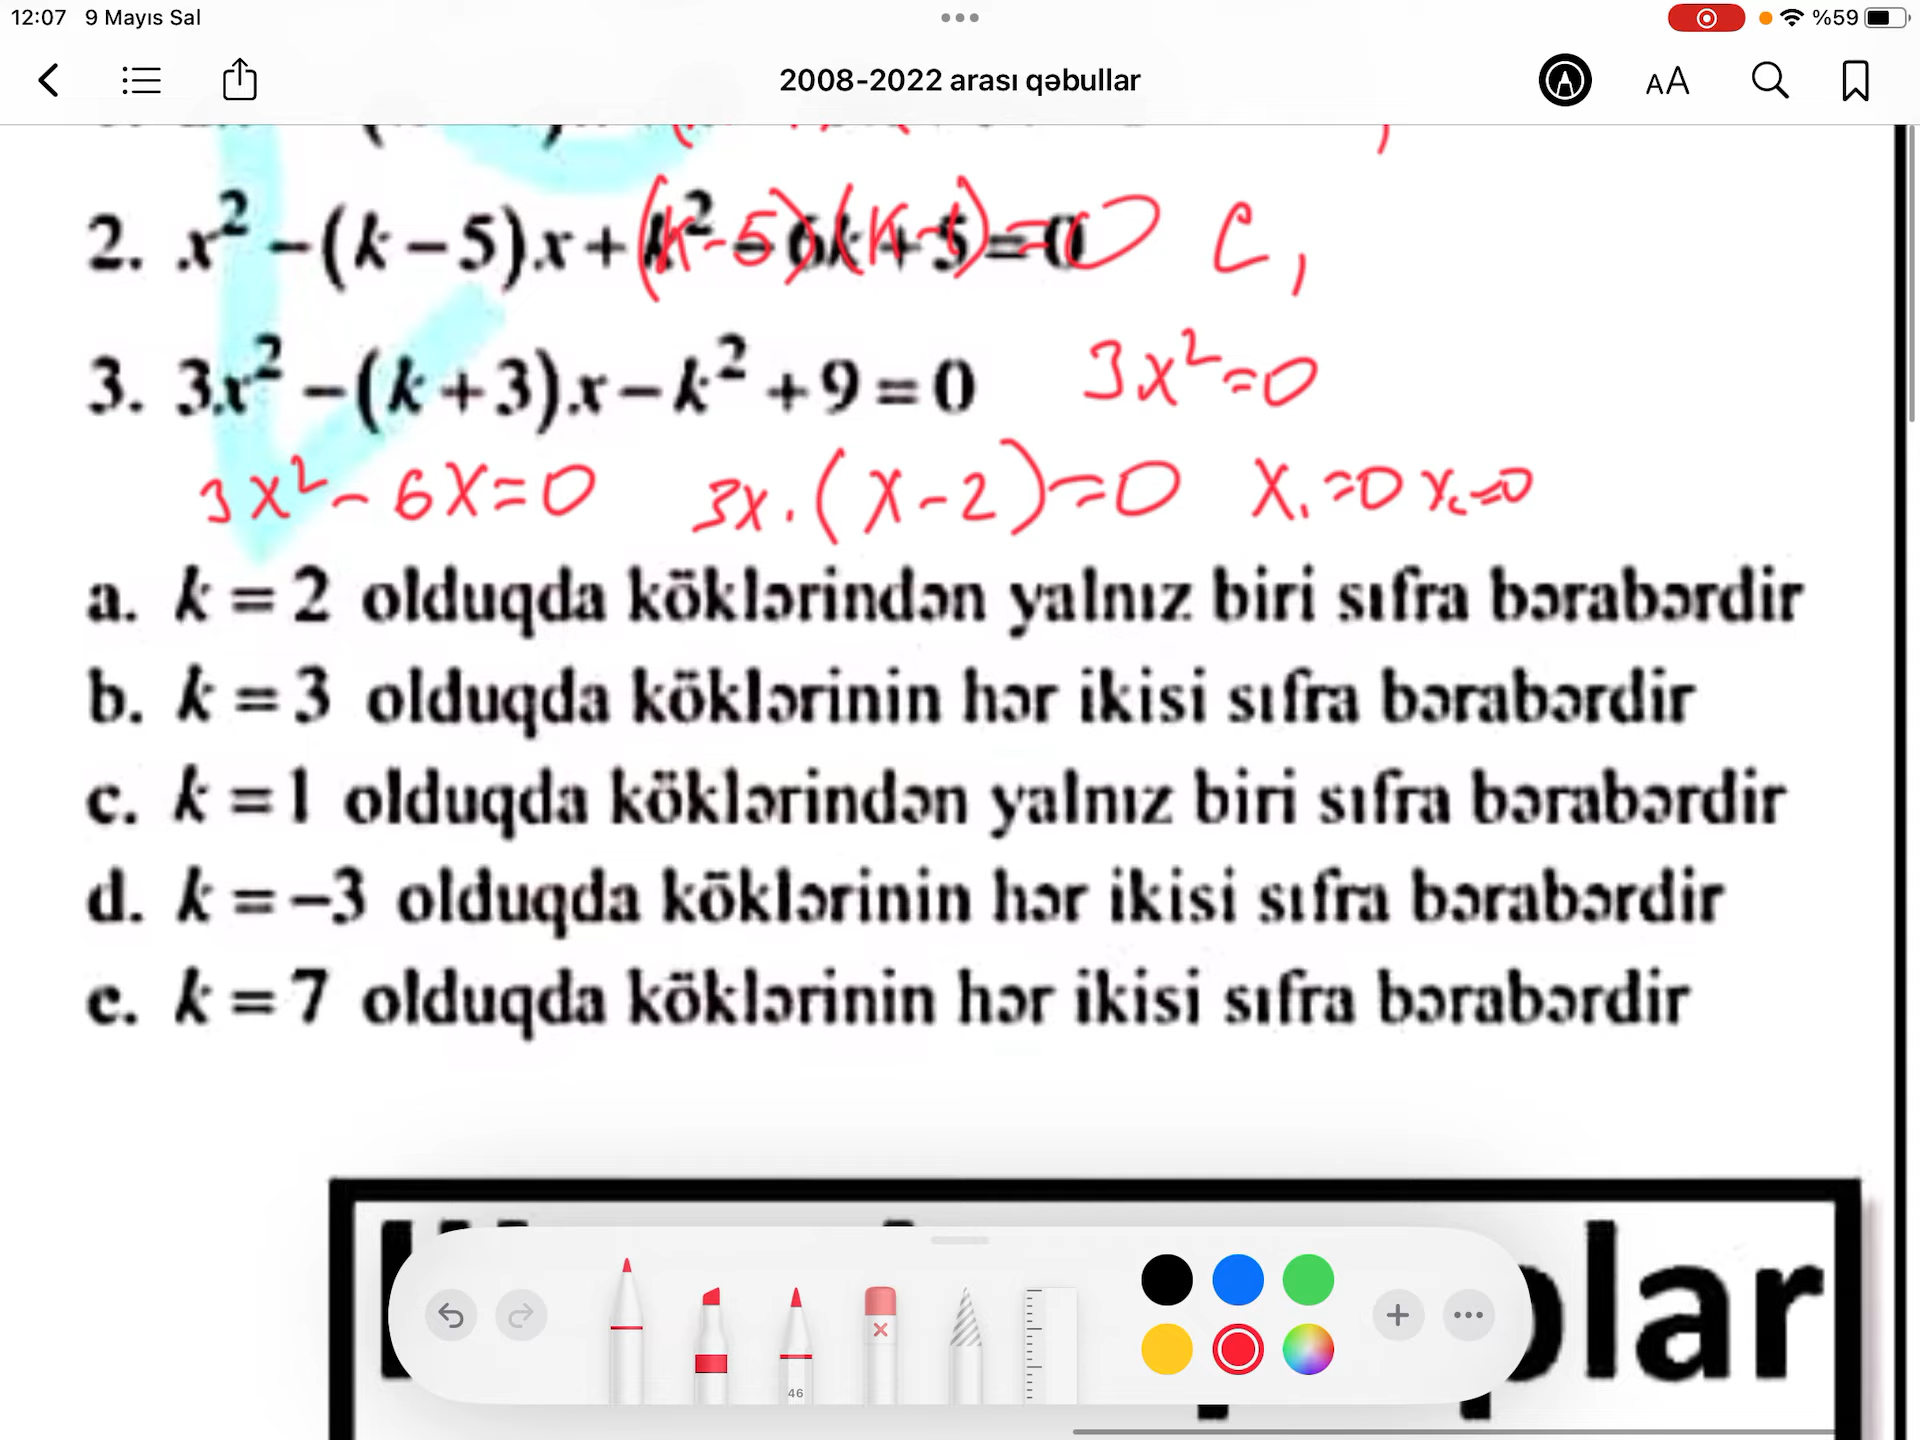 12:07 9 Mayıs Sal
%59
2008-2022 arası qəbullar
AA
2. x² – (k – 5)x + k² – 6k + 5 = 0
(k-5)(k-1)=0 C,
3. 3x² – (k + 3)x – k² + 9 = 0
3x²=0
3x²-6x=0 3x.(x-2)=0 x₁=0 x₂=0
a. k = 2 olduqda köklərindən yalnız biri sıfra bərabərdir
b. k = 3 olduqda köklərinin hər ikisi sıfra bərabərdir
c. k = 1 olduqda köklərindən yalnız biri sıfra bərabərdir
d. k = –3 olduqda köklərinin hər ikisi sıfra bərabərdir
e. k = 7 olduqda köklərinin hər ikisi sıfra bərabərdir
plar
46